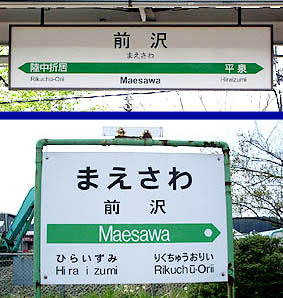 前沢
まえさわ
陸中折居 平泉
Rikuchū-Orii Maesawa Hiraizumi
まえさわ
前沢
Maesawa
ひらいずみ りくちゅうおりい
Hiraizumi Rikuchū-Orii